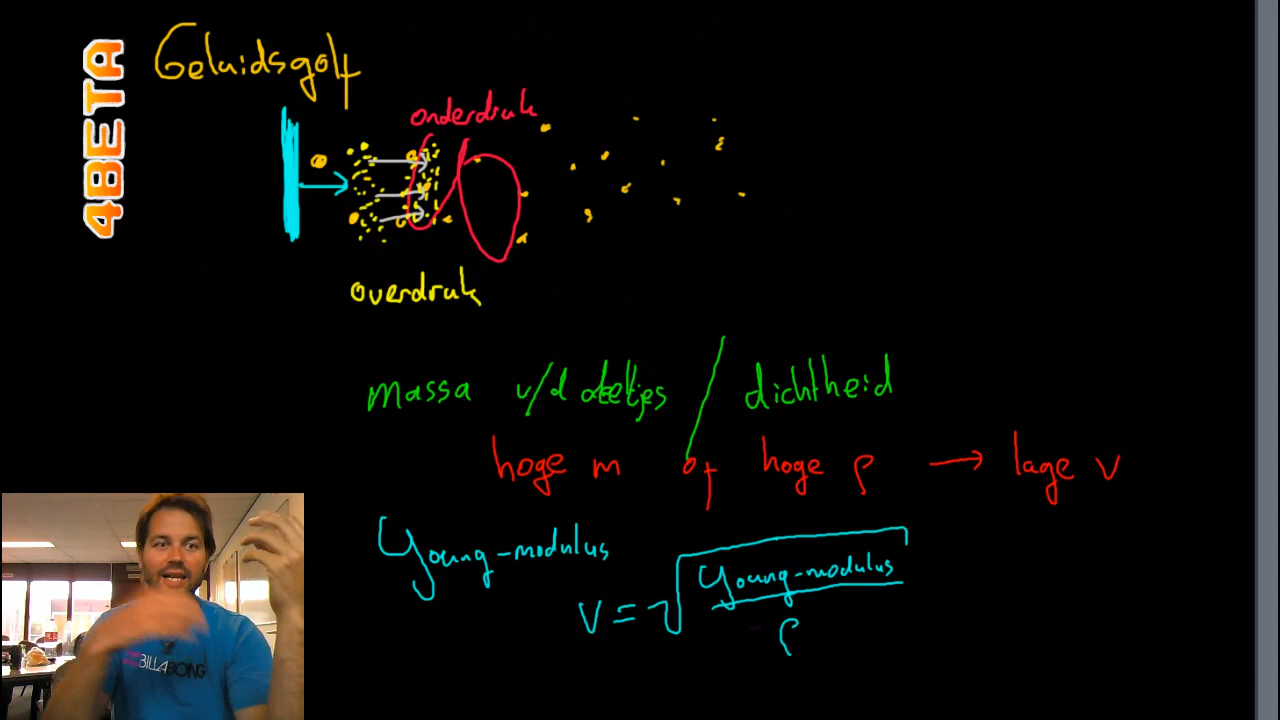 4BETA
Geluidsgolf
onderdruk
overdruk
massa v/d deeltjes / dichtheid
hoge m of hoge ρ → lage v
Young-modulus
v = √(Young-modulus / ρ)
BILLABONG